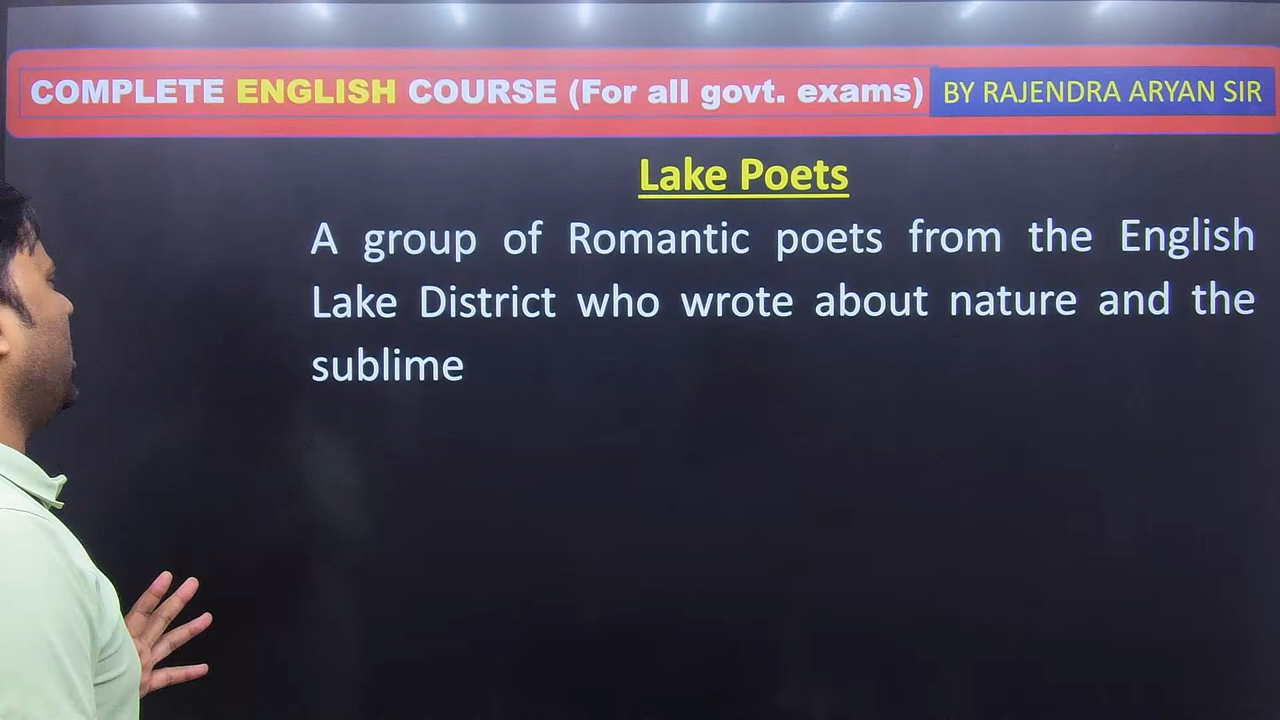 COMPLETE ENGLISH COURSE (For all govt. exams) BY RAJENDRA ARYAN SIR
Lake Poets
A group of Romantic poets from the English
Lake District who wrote about nature and the
sublime